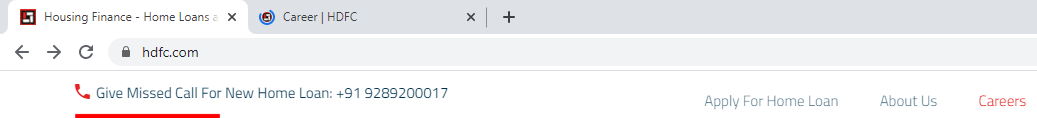 Housing Finance - Home Loans a
Career | HDFC
hdfc.com
Give Missed Call For New Home Loan: +91 9289200017
Apply For Home Loan About Us Careers